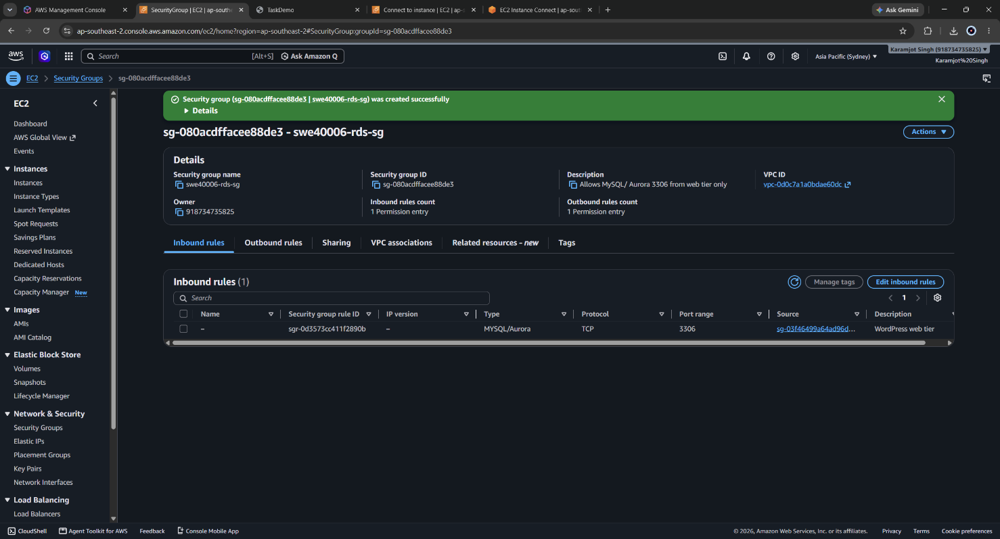 AWS Management Console
SecurityGroup | EC2 | ap-southe
TaskDemo
Connect to instance | EC2 | ap-s
EC2 Instance Connect | ap-sout
Ask Gemini
ap-southeast-2.console.aws.amazon.com/ec2/home?region=ap-southeast-2#SecurityGroup:groupId=sg-080acdffacee88de3
aws
Search
[Alt+S]
Ask Amazon Q
Asia Pacific (Sydney)
Karamjot Singh (918734735825)
Karamjot%20Singh
EC2
Security Groups
sg-080acdffacee88de3
EC2
Dashboard
AWS Global View
Events
Instances
Instances
Instance Types
Launch Templates
Spot Requests
Savings Plans
Reserved Instances
Dedicated Hosts
Capacity Reservations
Capacity Manager New
Images
AMIs
AMI Catalog
Elastic Block Store
Volumes
Snapshots
Lifecycle Manager
Network & Security
Security Groups
Elastic IPs
Placement Groups
Key Pairs
Network Interfaces
Load Balancing
Load Balancers
Security group (sg-080acdffacee88de3 | swe40006-rds-sg) was created successfully
Details
sg-080acdffacee88de3 - swe40006-rds-sg
Actions
Details
Security group name
swe40006-rds-sg
Security group ID
sg-080acdffacee88de3
Description
Allows MySQL/ Aurora 3306 from web tier only
VPC ID
vpc-0d0c7a1a0bdae60dc
Owner
918734735825
Inbound rules count
1 Permission entry
Outbound rules count
1 Permission entry
Inbound rules
Outbound rules
Sharing
VPC associations
Related resources - new
Tags
Inbound rules (1)
Manage tags
Edit inbound rules
Search
1
Name
Security group rule ID
IP version
Type
Protocol
Port range
Source
Description
–
sgr-0d3573cc411f2890b
–
MYSQL/Aurora
TCP
3306
sg-03f46499a64ad96d...
WordPress web tier
CloudShell
Agent Toolkit for AWS
Feedback
Console Mobile App
© 2026, Amazon Web Services, Inc. or its affiliates.
Privacy
Terms
Cookie preferences